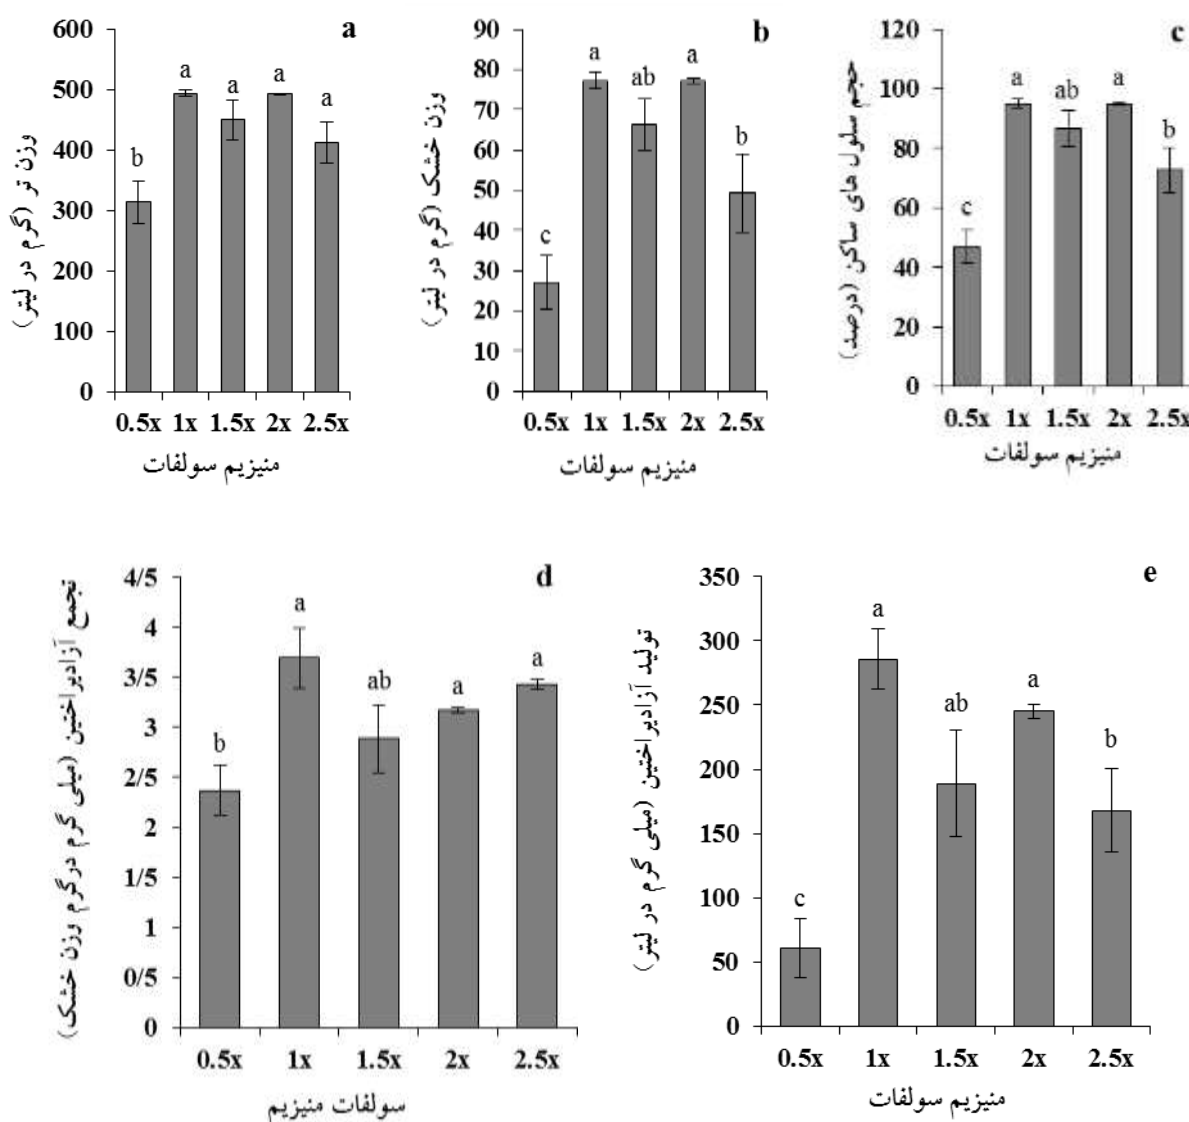 a
وزن تر (گرم در لیتر)
600
500
400
300
200
100
0
b
a
a
a
a
0.5x 1x 1.5x 2x 2.5x
منیزیم سولفات
b
وزن خشک (گرم در لیتر)
90
80
70
60
50
40
30
20
10
0
c
a
ab
a
b
0.5x 1x 1.5x 2x 2.5x
منیزیم سولفات
c
حجم سلول های ساکن (درصد)
120
100
80
60
40
20
0
c
a
ab
a
b
0.5x 1x 1.5x 2x 2.5x
منیزیم سولفات
d
تجمع آزادیراختین (میلی گرم درگرم وزن خشک)
4/5
4
3/5
3
2/5
2
1/5
1
0/5
0
b
a
ab
a
a
0.5x 1x 1.5x 2x 2.5x
سولفات منیزیم
e
تولید آزادیراختین (میلی گرم در لیتر)
350
300
250
200
150
100
50
0
c
a
ab
a
b
0.5x 1x 1.5x 2x 2.5x
منیزیم سولفات